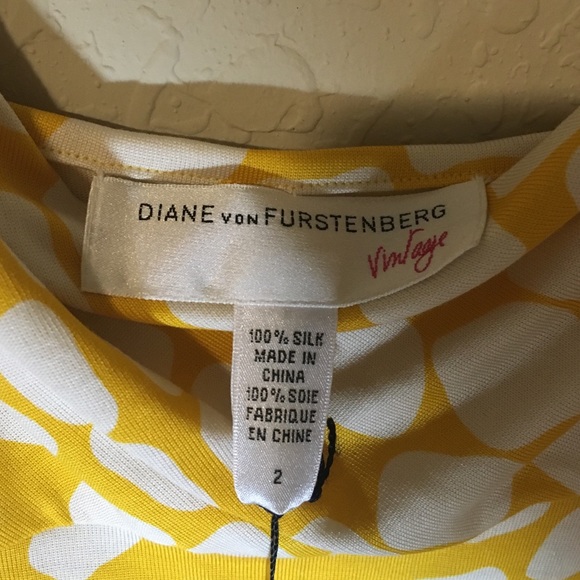 DIANE VON FURSTENBERG
Vintage
100% SILK
MADE IN
CHINA
100% SOIE
FABRIQUE
EN CHINE
2